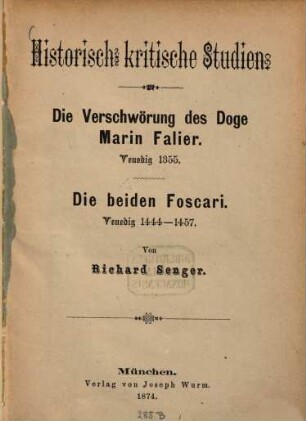 Historisch-kritische Studien.
Die Verschwörung des Doge
Marin Falier.
Venedig 1355.
Die beiden Foscari.
Venedig 1444—1457.
Von
Richard Senger.
München.
Verlag von Joseph Wurm.
1874.